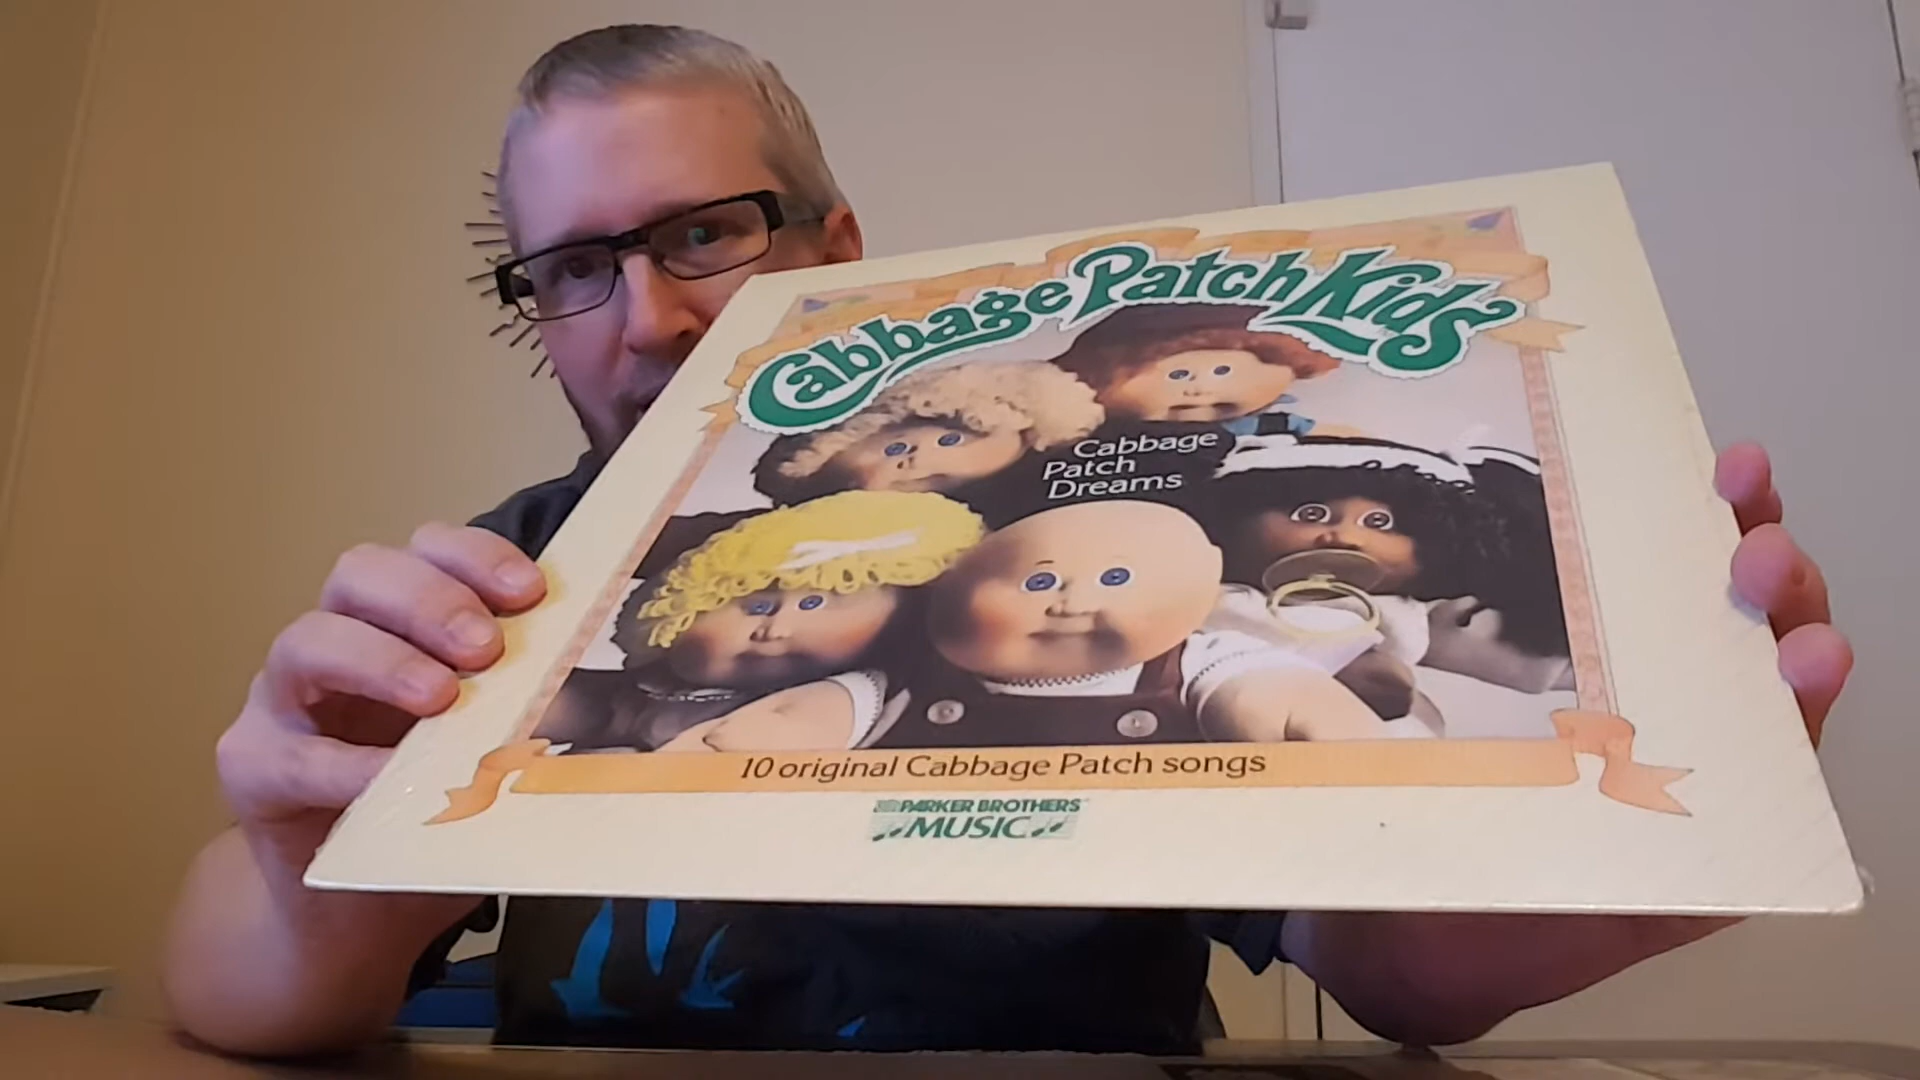 Cabbage Patch Kids
Cabbage
Patch
Dreams
10 original Cabbage Patch songs
PARKER BROTHERS
MUSIC